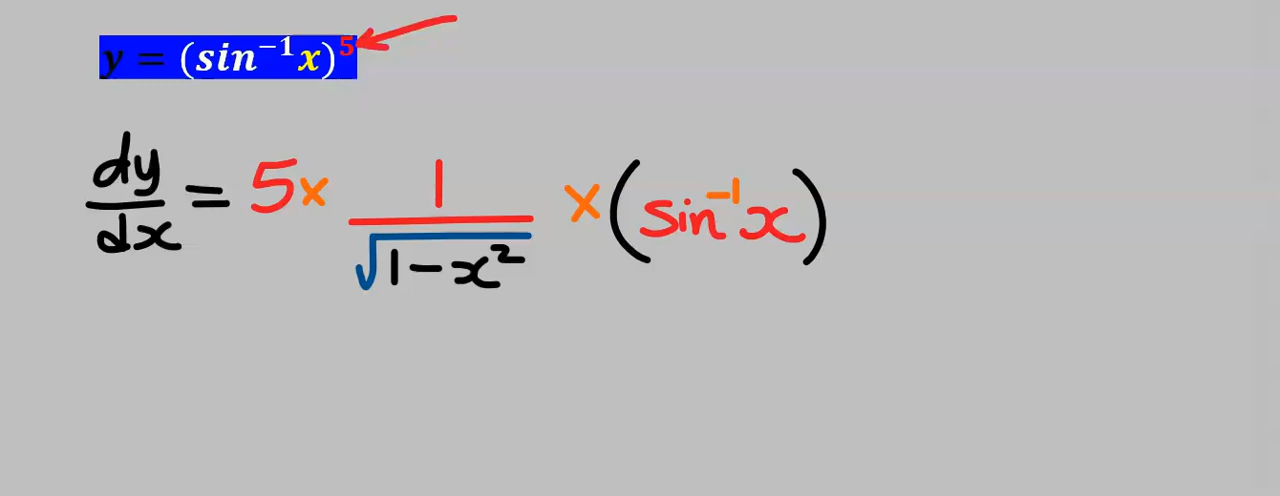 y = (sin⁻¹x)⁵
dy/dx = 5 × 1/√(1-x²) × (sin⁻¹x)